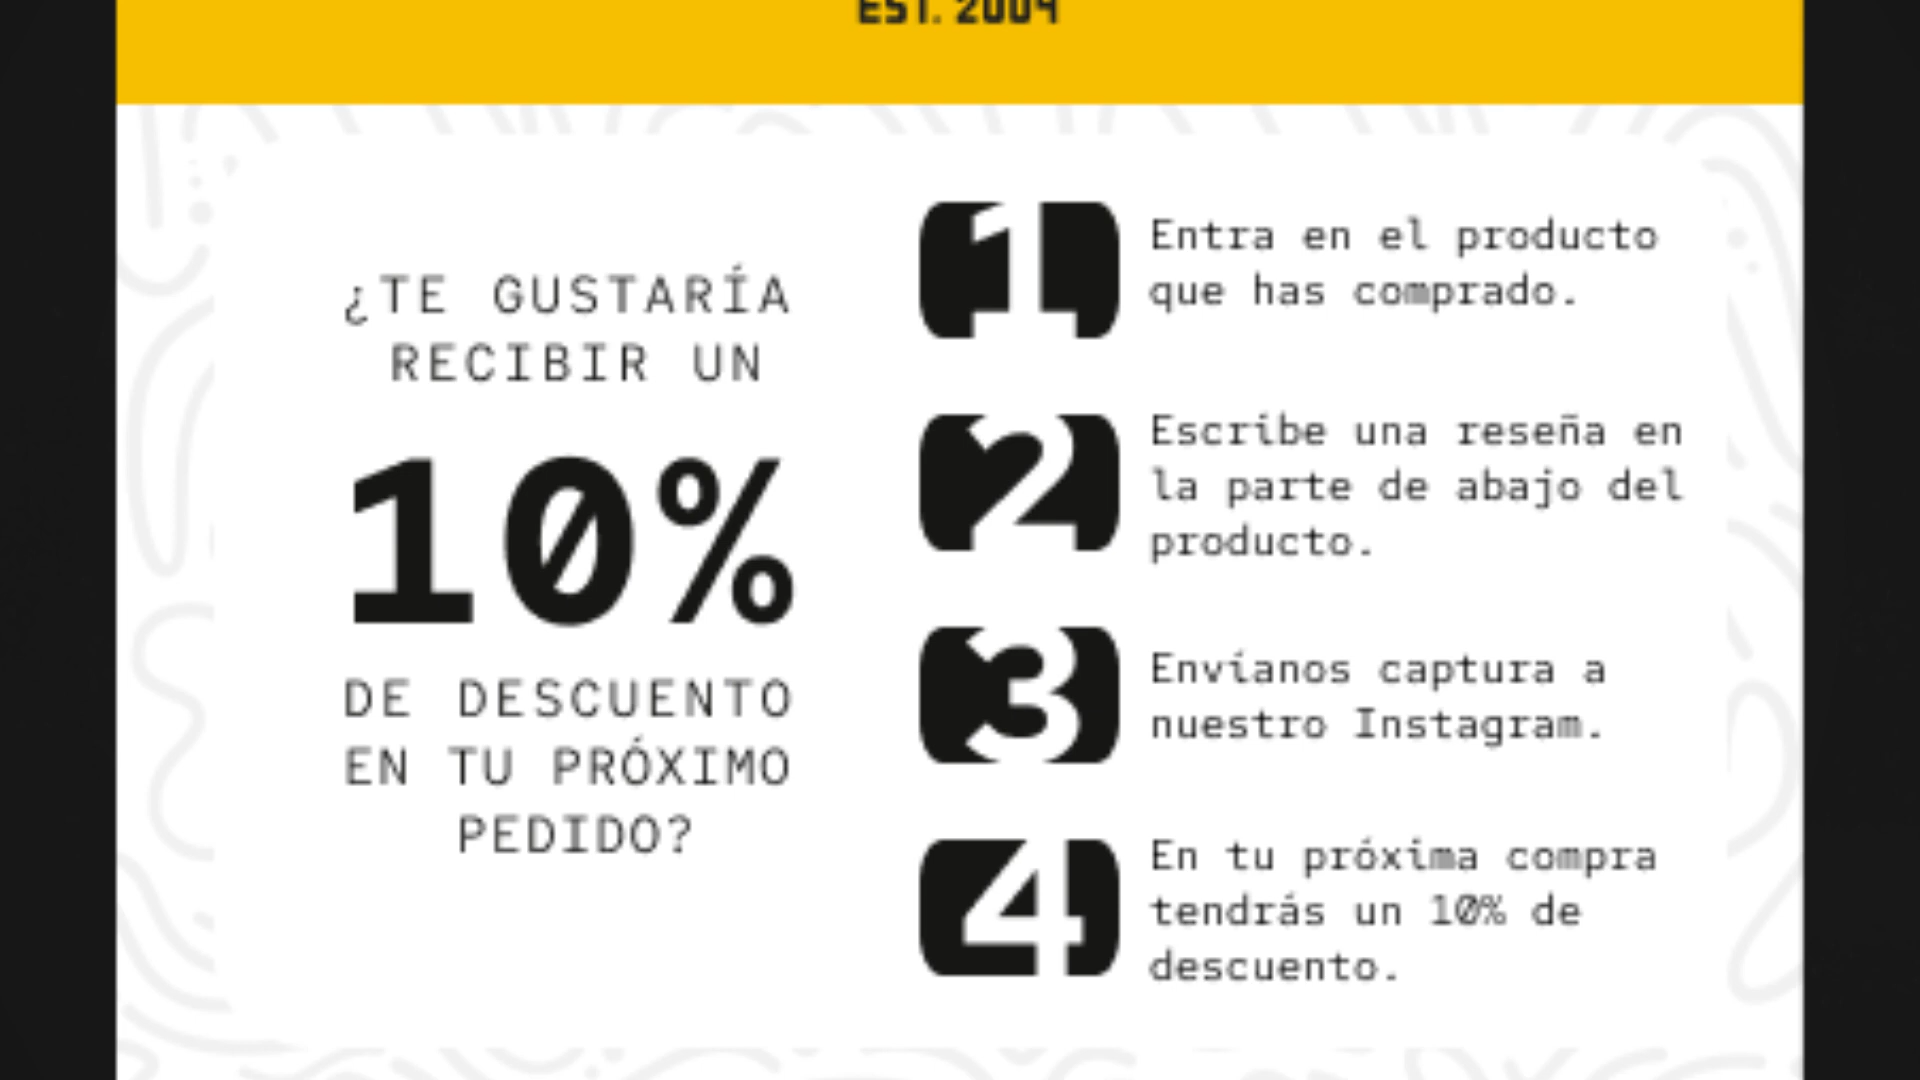 EST. 2009
¿TE GUSTARÍA
RECIBIR UN
10%
DE DESCUENTO
EN TU PRÓXIMO
PEDIDO?
1
Entra en el producto
que has comprado.
2
Escribe una reseña en
la parte de abajo del
producto.
3
Envíanos captura a
nuestro Instagram.
4
En tu próxima compra
tendrás un 10% de
descuento.